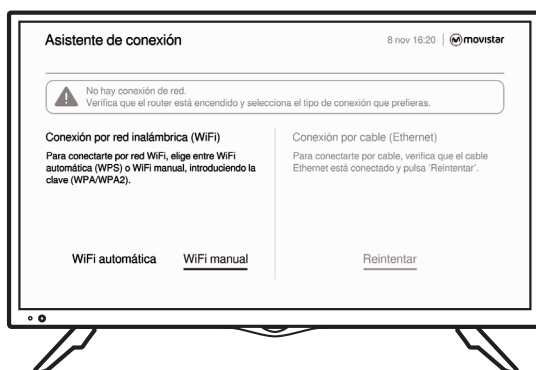 Asistente de conexión
8 nov 16:20
movistar
No hay conexión de red.
Verifica que el router está encendido y selecciona el tipo de conexión que prefieras.
Conexión por red inalámbrica (WiFi)
Para conectarte por red WiFi, elige entre WiFi
automática (WPS) o WiFi manual, introduciendo la
clave (WPA/WPA2).
WiFi automática
WiFi manual
Conexión por cable (Ethernet)
Para conectarte por cable, verifica que el cable
Ethernet está conectado y pulsa 'Reintentar'.
Reintentar